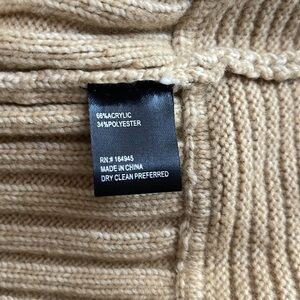 66%ACRYLIC
34%POLYESTER
RN:# 164945
MADE IN CHINA
DRY CLEAN PREFERRED